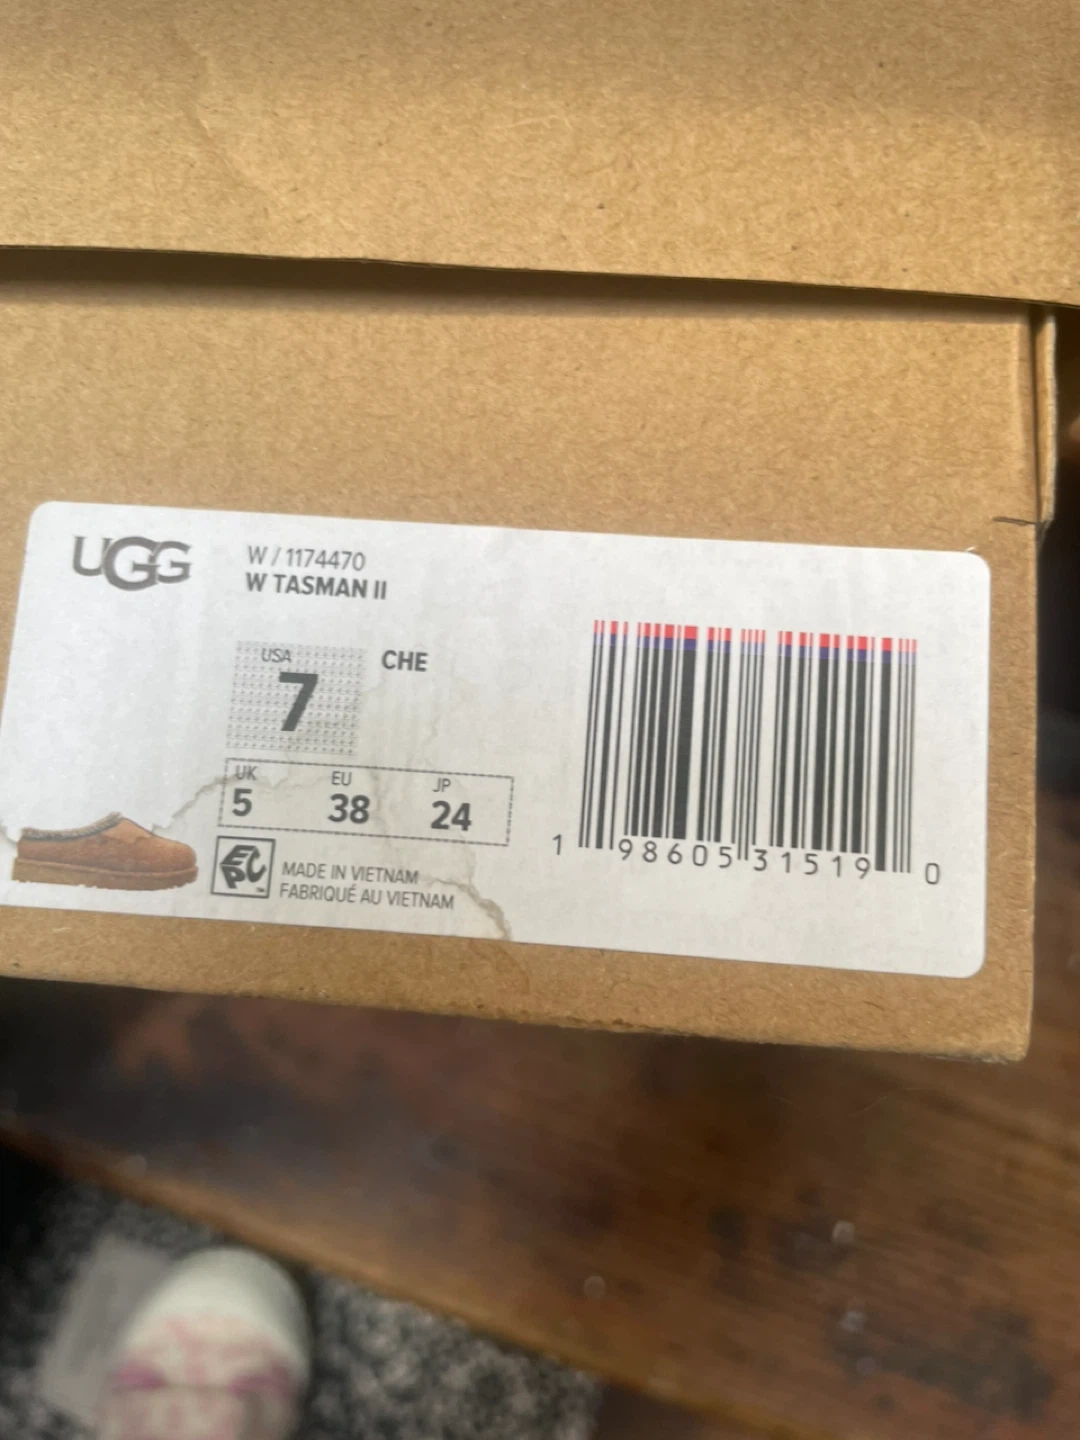 UGG
W / 1174470
W TASMAN II
USA
7
CHE
UK EU JP
5 38 24
EPC™
MADE IN VIETNAM
FABRIQUÉ AU VIETNAM
1 98605 31519 0